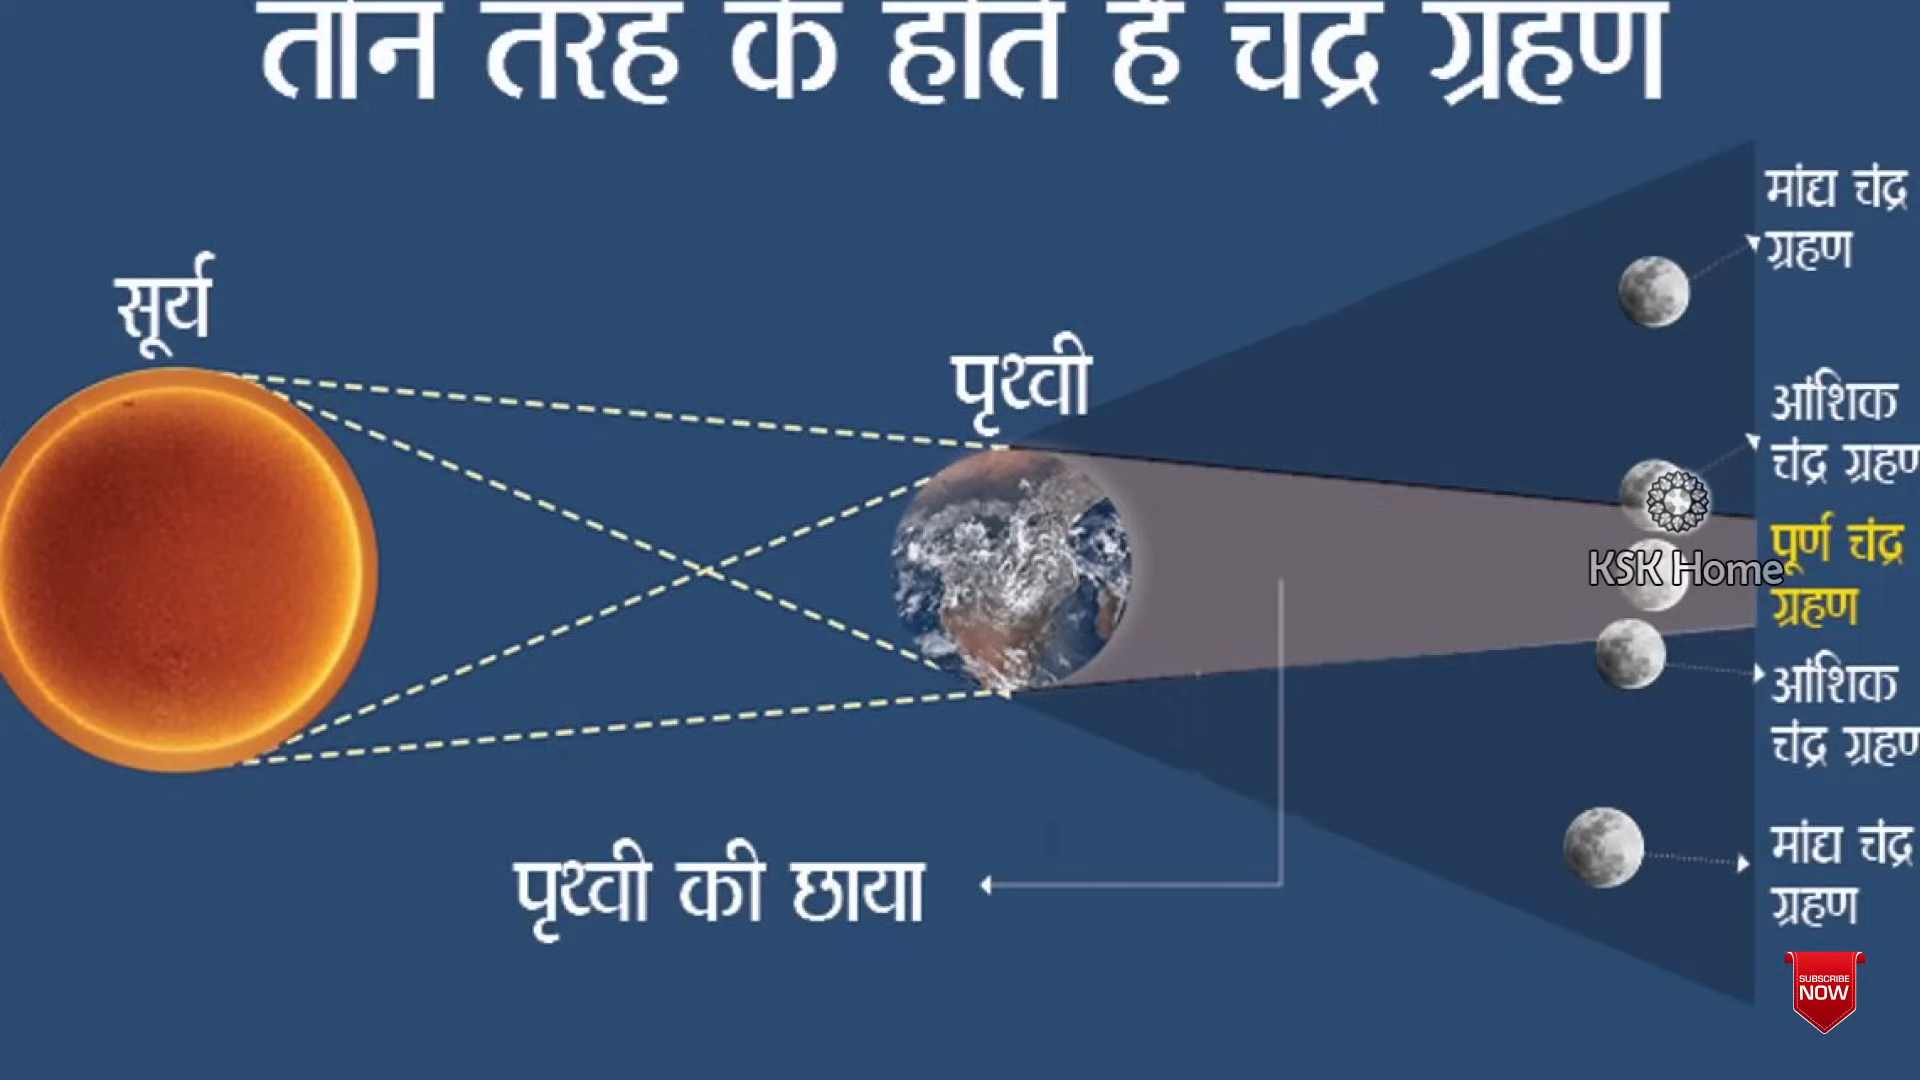 तीन तरह के होते हैं चंद्र ग्रहण
मांद्य चंद्र
ग्रहण
सूर्य
पृथ्वी
आंशिक
चंद्र ग्रहण
पूर्ण चंद्र
ग्रहण
KSK Home
आंशिक
चंद्र ग्रहण
मांद्य चंद्र
ग्रहण
पृथ्वी की छाया
SUBSCRIBE
NOW